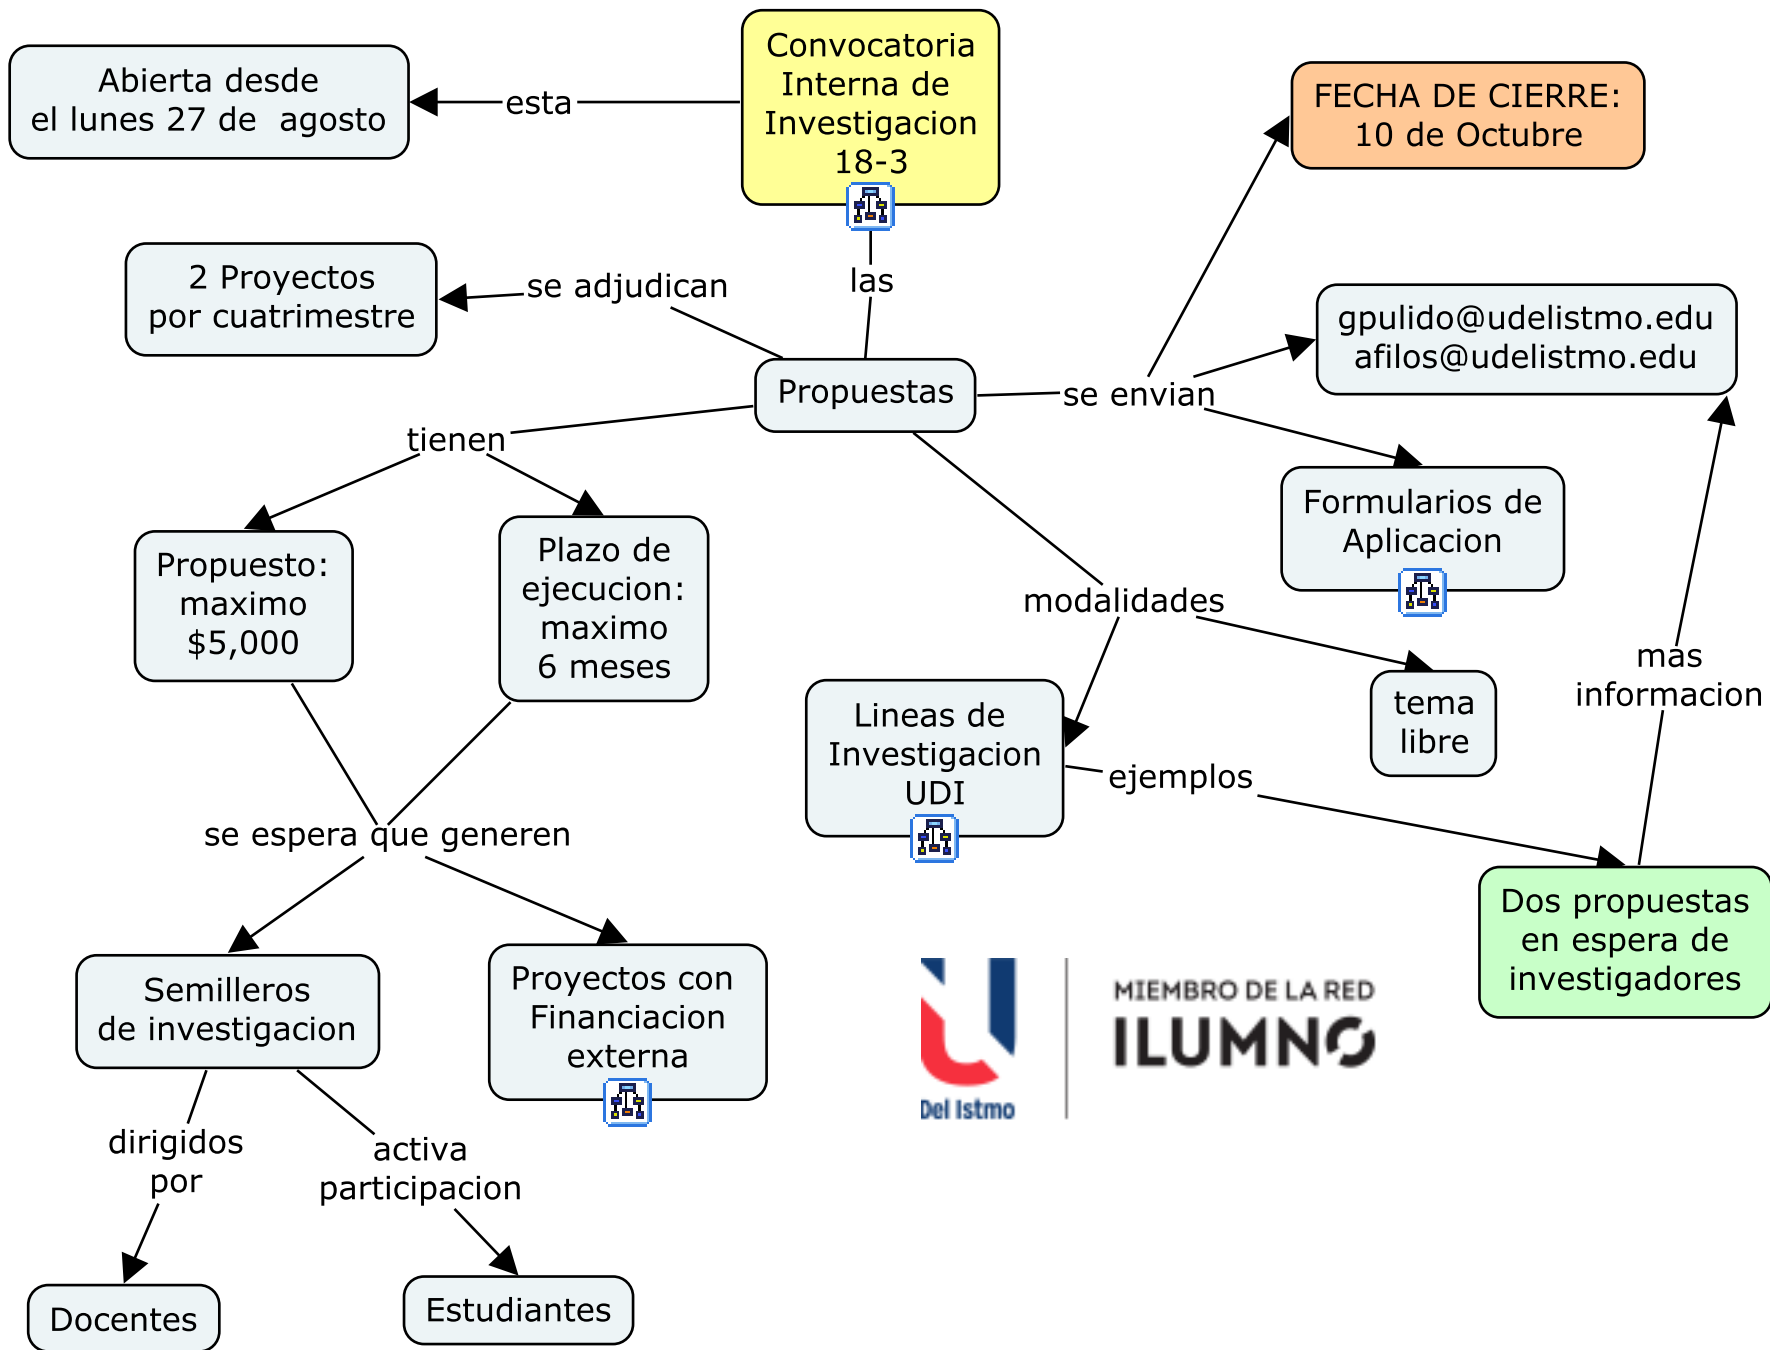 Convocatoria
Interna de
Investigacion
18-3
esta
Abierta desde
el lunes 27 de  agosto
FECHA DE CIERRE:
10 de Octubre
las
se adjudican
2 Proyectos
por cuatrimestre
gpulido@udelistmo.edu
afilos@udelistmo.edu
Propuestas
se envian
tienen
Formularios de
Aplicacion
Propuesto:
maximo
$5,000
Plazo de
ejecucion:
maximo
6 meses
modalidades
tema
libre
mas
informacion
Lineas de
Investigacion
UDI
ejemplos
se espera que generen
Dos propuestas
en espera de
investigadores
Semilleros
de investigacion
Proyectos con
Financiacion
externa
Del Istmo
MIEMBRO DE LA RED
ILUMNO
dirigidos
por
activa
participacion
Docentes
Estudiantes